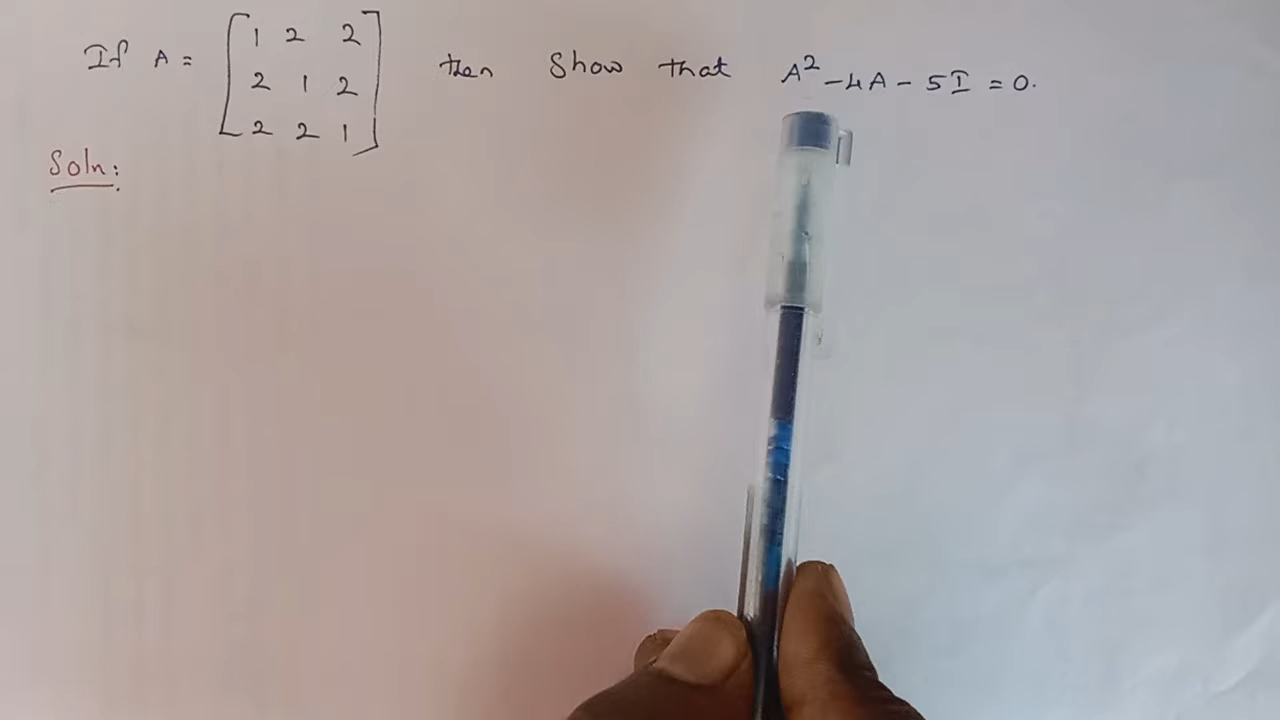 If A = [1 2 2
2 1 2
2 2 1] then Show that A² - 4A - 5I = 0.
Soln: